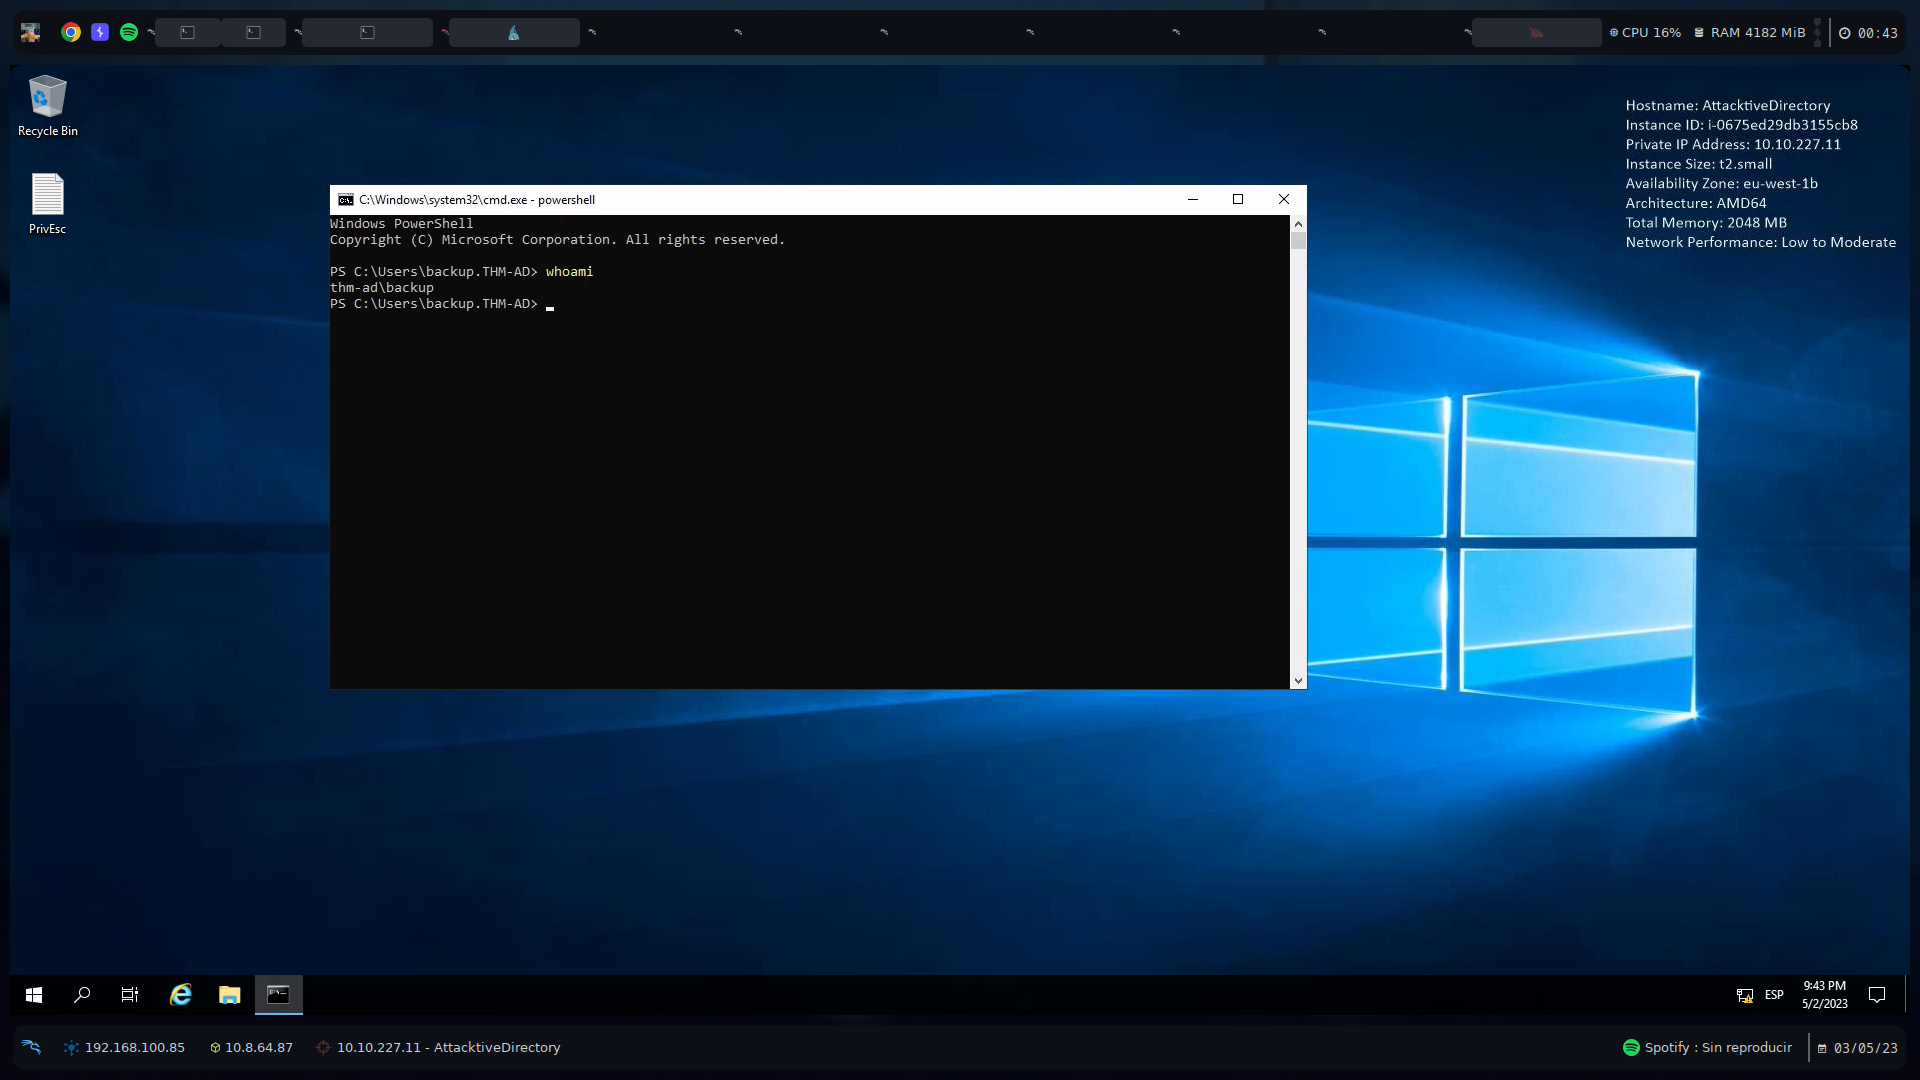 CPU 16%
RAM 4182 MiB
00:43
Recycle Bin
PrivEsc
Hostname: AttacktiveDirectory
Instance ID: i-0675ed29db3155cb8
Private IP Address: 10.10.227.11
Instance Size: t2.small
Availability Zone: eu-west-1b
Architecture: AMD64
Total Memory: 2048 MB
Network Performance: Low to Moderate
C:\Windows\system32\cmd.exe - powershell
Windows PowerShell
Copyright (C) Microsoft Corporation. All rights reserved.
PS C:\Users\backup.THM-AD> whoami
thm-ad\backup
PS C:\Users\backup.THM-AD>
ESP
9:43 PM
5/2/2023
192.168.100.85
10.8.64.87
10.10.227.11 - AttacktiveDirectory
Spotify : Sin reproducir
03/05/23